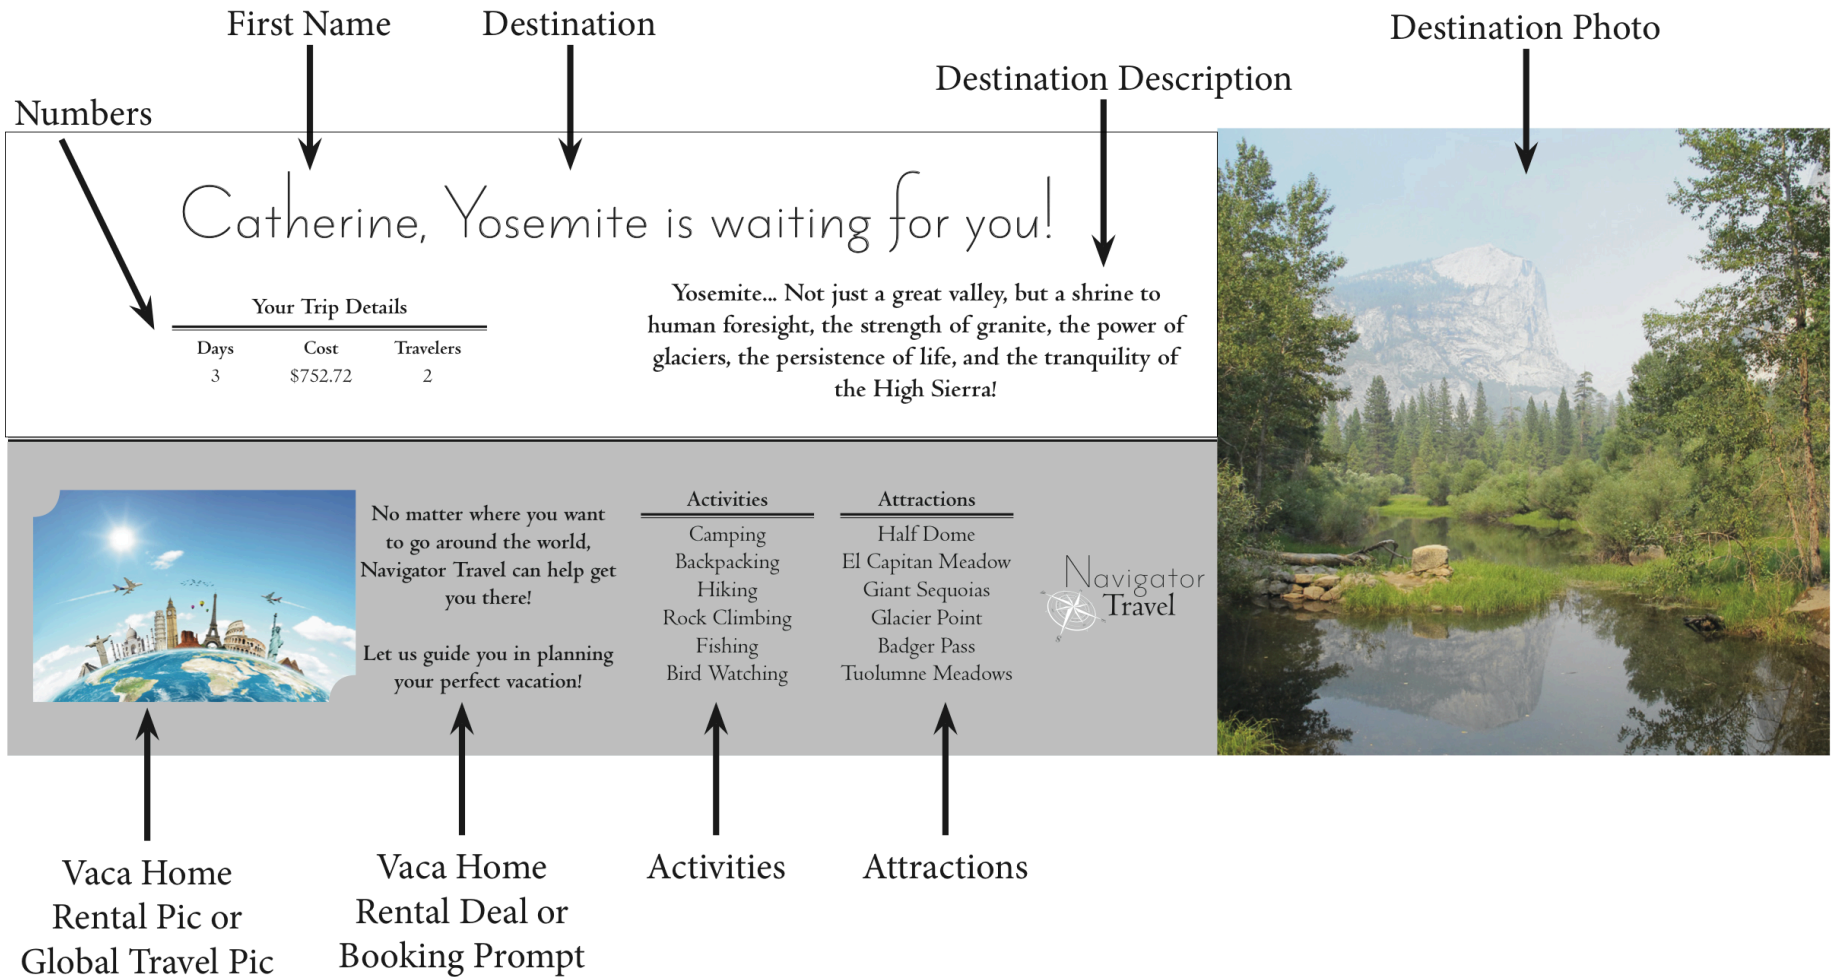 First Name
Destination
Destination Photo
Destination Description
Numbers
Catherine, Yosemite is waiting for you!
Your Trip Details
Days Cost Travelers
3 $752.72 2
Yosemite... Not just a great valley, but a shrine to
human foresight, the strength of granite, the power of
glaciers, the persistence of life, and the tranquility of
the High Sierra!
No matter where you want
to go around the world,
Navigator Travel can help get
you there!
Let us guide you in planning
your perfect vacation!
Activities
Camping
Backpacking
Hiking
Rock Climbing
Fishing
Bird Watching
Attractions
Half Dome
El Capitan Meadow
Giant Sequoias
Glacier Point
Badger Pass
Tuolumne Meadows
Navigator
Travel
Vaca Home
Rental Pic or
Global Travel Pic
Vaca Home
Rental Deal or
Booking Prompt
Activities
Attractions